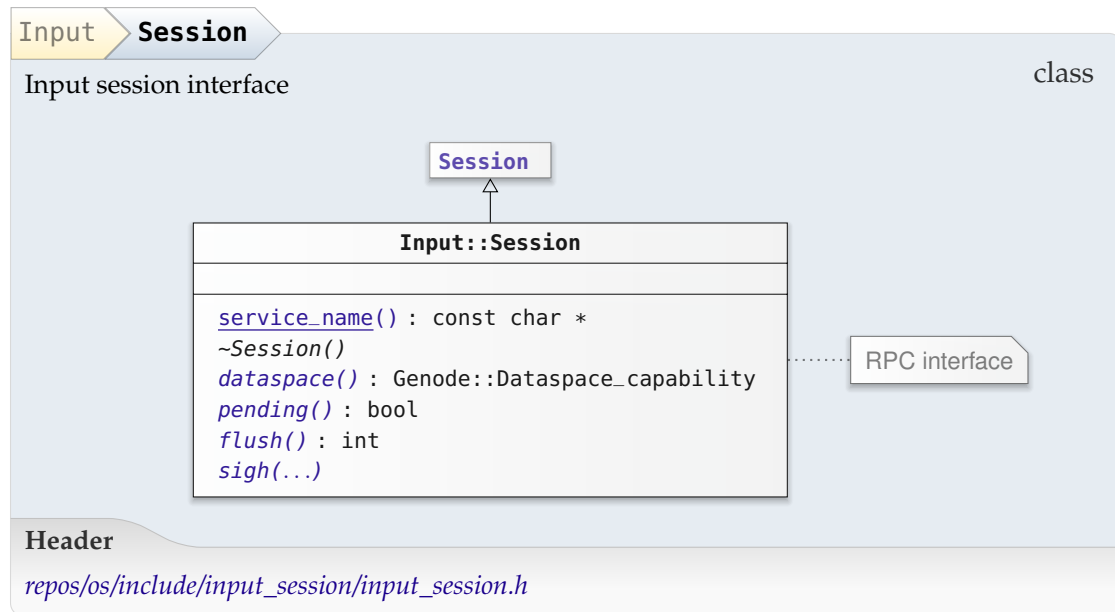 Input Session
class
Input session interface
Session
Input::Session
service_name() : const char *
~Session()
dataspace() : Genode::Dataspace_capability
pending() : bool
flush() : int
sigh(...)
RPC interface
Header
repos/os/include/input_session/input_session.h